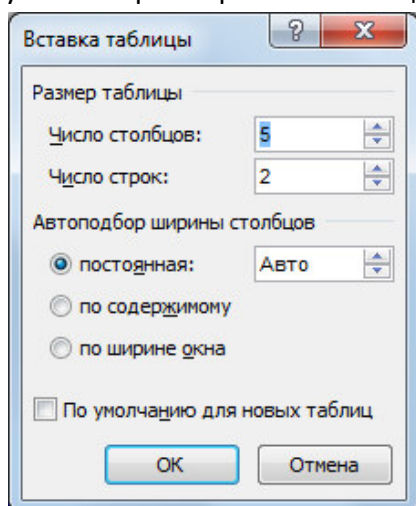 Вставка таблицы
Размер таблицы
Число столбцов: 5
Число строк: 2
Автоподбор ширины столбцов
постоянная: Авто
по содержимому
по ширине окна
По умолчанию для новых таблиц
ОК Отмена